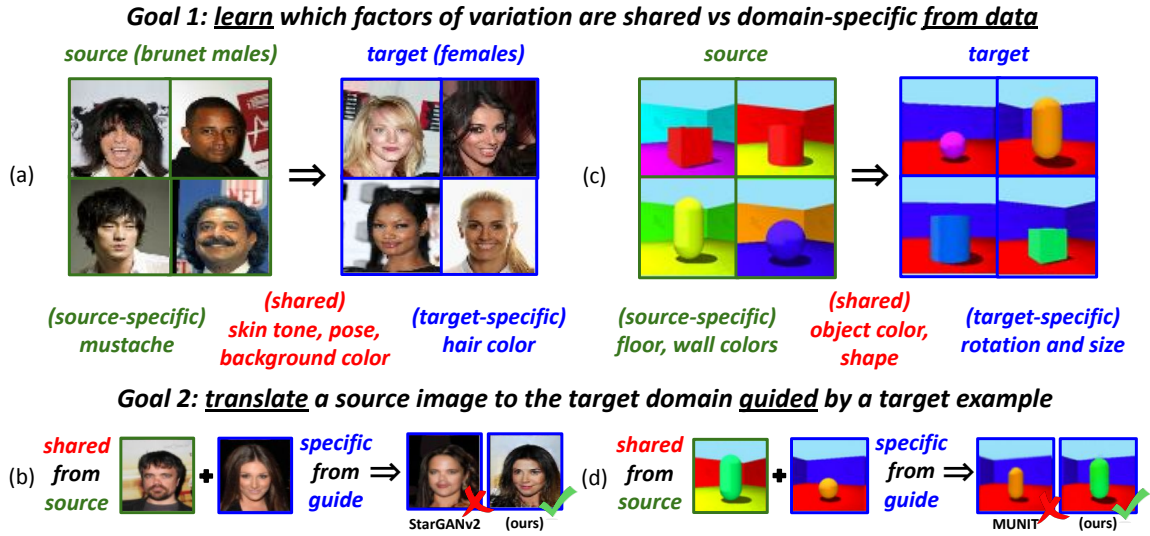 Goal 1: learn which factors of variation are shared vs domain-specific from data
source (brunet males)
target (females)
(a)
NFL
(source-specific)
mustache
(shared)
skin tone, pose,
background color
(target-specific)
hair color
source
target
(c)
(source-specific)
floor, wall colors
(shared)
object color,
shape
(target-specific)
rotation and size
Goal 2: translate a source image to the target domain guided by a target example
(b)
shared
from
source
+
specific
from
guide
StarGANv2
(ours)
(d)
shared
from
source
+
specific
from
guide
MUNIT
(ours)